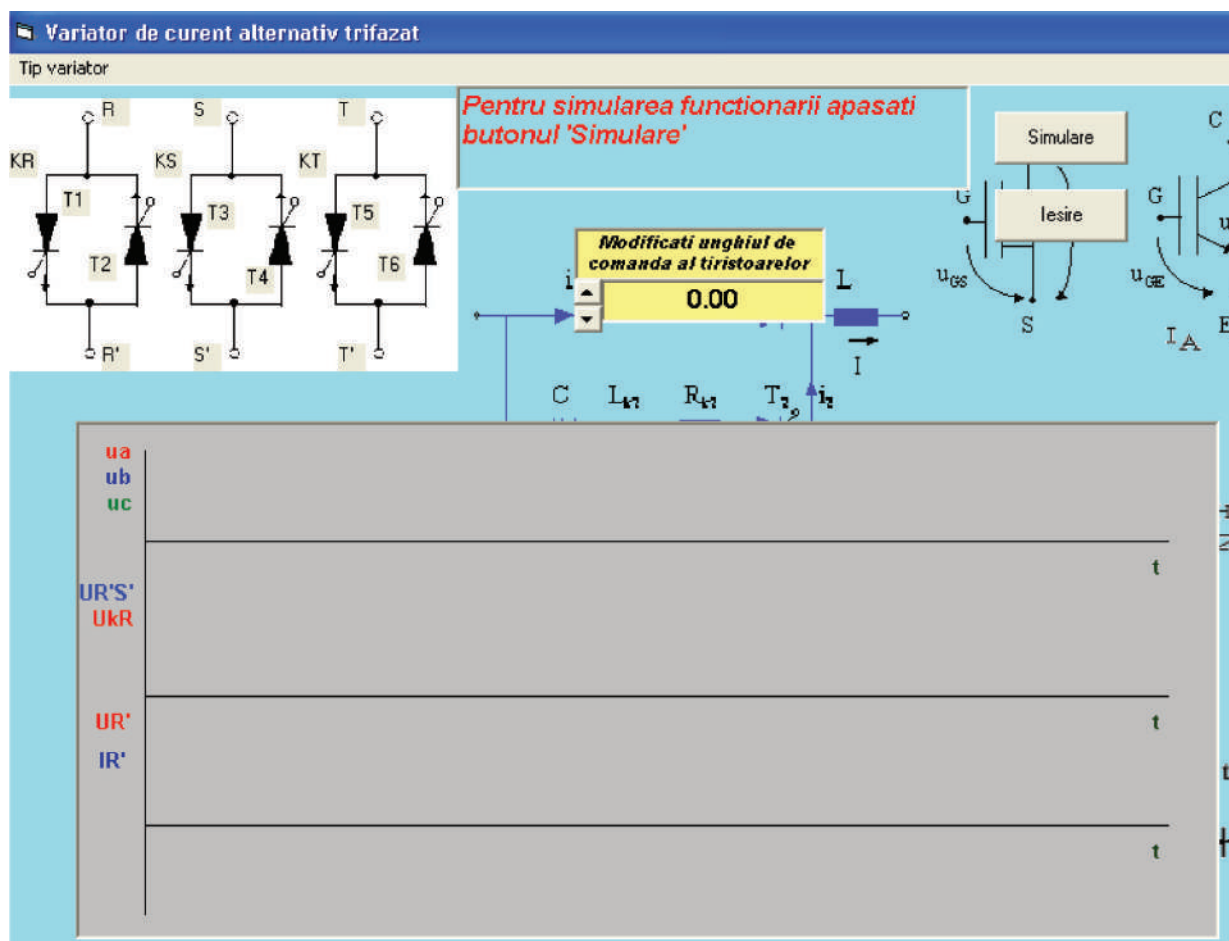 Variator de curent alternativ trifazat
Tip variator
R S T
KR KS KT
T1 T3 T5
T2 T4 T6
R' S' T'
Pentru simularea functionarii apasati
butonul 'Simulare'
Simulare
Iesire
C
G G
u
uGS uGE
S E
IA
Modificati unghiul de
comanda al tiristoarelor
0.00
i L
I
C i2
ua
ub
uc
t
UR'S'
UkR
UR'
t
IR'
t
t